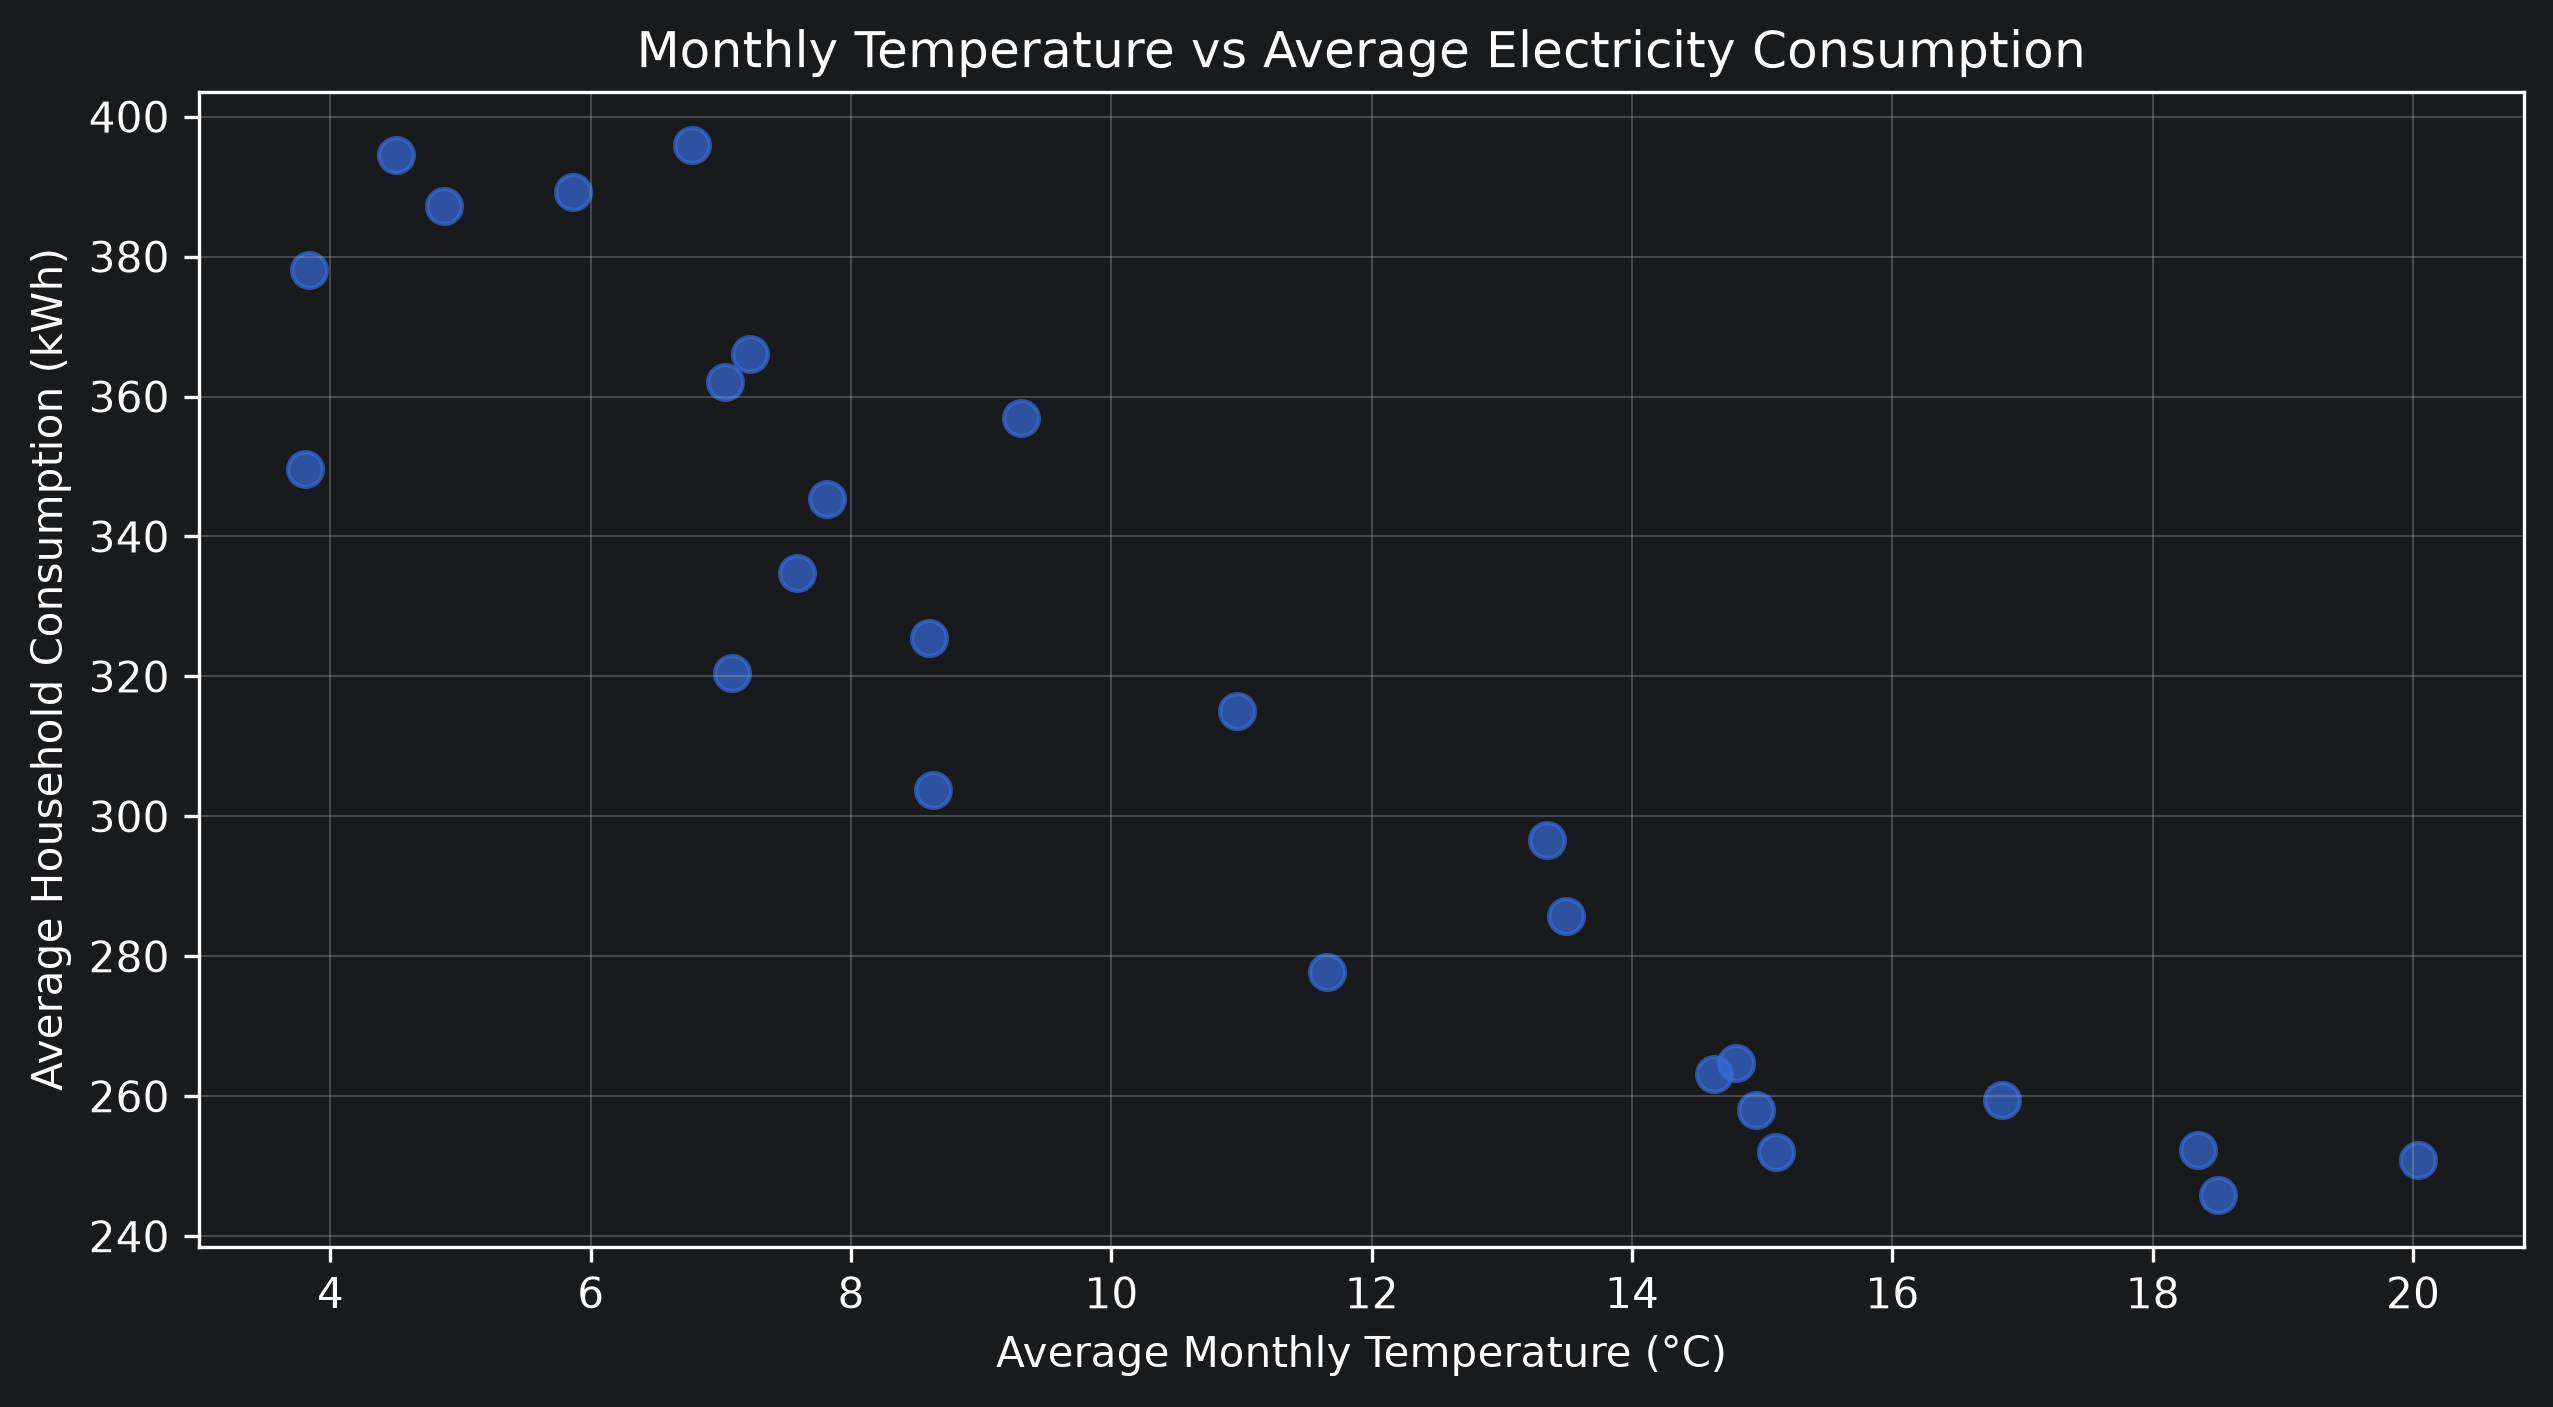 Monthly Temperature vs Average Electricity Consumption
Average Household Consumption (kWh)
400
380
360
340
320
300
280
260
240
4 6 8 10 12 14 16 18 20
Average Monthly Temperature (°C)